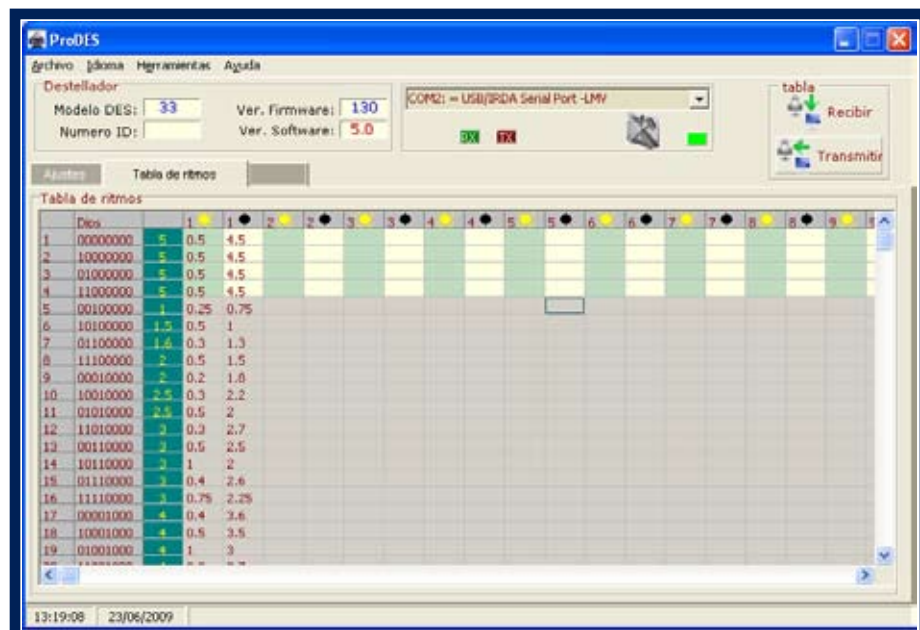 ProDES
Archivo Idioma Herramientas Ayuda
Destellador
Modelo DES: 33 Ver. Firmware: 130
Numero ID: Ver. Software: 5.0
COM2: = USB/IRDA Serial Port -LMV
RX TX
tabla
Recibir
Transmitir
Ajustes Tabla de ritmos
Tabla de ritmos
Dips 1 1 2 2 3 3 4 4 5 5 6 6 7 7 8 8 9
1 00000000 5 0.5 4.5
2 10000000 5 0.5 4.5
3 01000000 5 0.5 4.5
4 11000000 5 0.5 4.5
5 00100000 1 0.25 0.75
6 10100000 1.5 0.5 1
7 01100000 1.6 0.3 1.3
8 11100000 2 0.5 1.5
9 00010000 2 0.2 1.8
10 10010000 2.5 0.3 2.2
11 01010000 2.5 0.5 2
12 11010000 3 0.3 2.7
13 00110000 3 0.5 2.5
14 10110000 3 1 2
15 01110000 3 0.4 2.6
16 11110000 3 0.75 2.25
17 00001000 4 0.4 3.6
18 10001000 4 0.5 3.5
19 01001000 4 1 3
13:19:08 23/06/2009